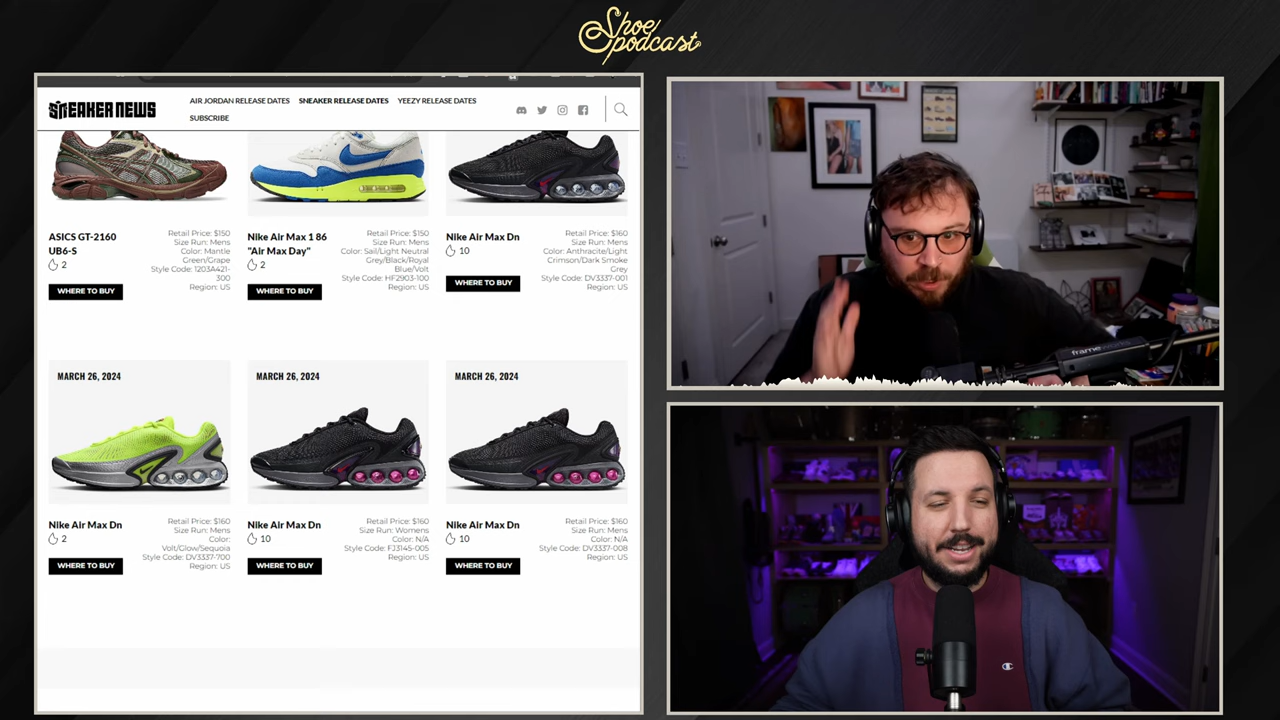 Shoe
podcast
SNEAKER NEWS
AIR JORDAN RELEASE DATES
SNEAKER RELEASE DATES
YEEZY RELEASE DATES
SUBSCRIBE
ASICS GT-2160
UB6-S
2
WHERE TO BUY
Retail Price: $150
Size Run: Mens
Color: Mantle
Green/Grape
Style Code: 1203A421-
300
Region: US
Nike Air Max 1 86
"Air Max Day"
2
WHERE TO BUY
Retail Price: $150
Size Run: Mens
Color: Sail/Light Neutral
Grey/Black/Royal
Blue/Volt
Style Code: HF2903-100
Region: US
Nike Air Max Dn
10
WHERE TO BUY
Retail Price: $160
Size Run: Mens
Color: Anthracite/Light
Crimson/Dark Smoke
Grey
Style Code: DV3337-001
Region: US
MARCH 26, 2024
Nike Air Max Dn
2
WHERE TO BUY
Retail Price: $160
Size Run: Mens
Color:
Volt/Glow/Sequoia
Style Code: DV3337-700
Region: US
MARCH 26, 2024
Nike Air Max Dn
10
WHERE TO BUY
Retail Price: $160
Size Run: Womens
Color: N/A
Style Code: FJ3145-005
Region: US
MARCH 26, 2024
Nike Air Max Dn
10
WHERE TO BUY
Retail Price: $160
Size Run: Mens
Color: N/A
Style Code: DV3337-008
Region: US